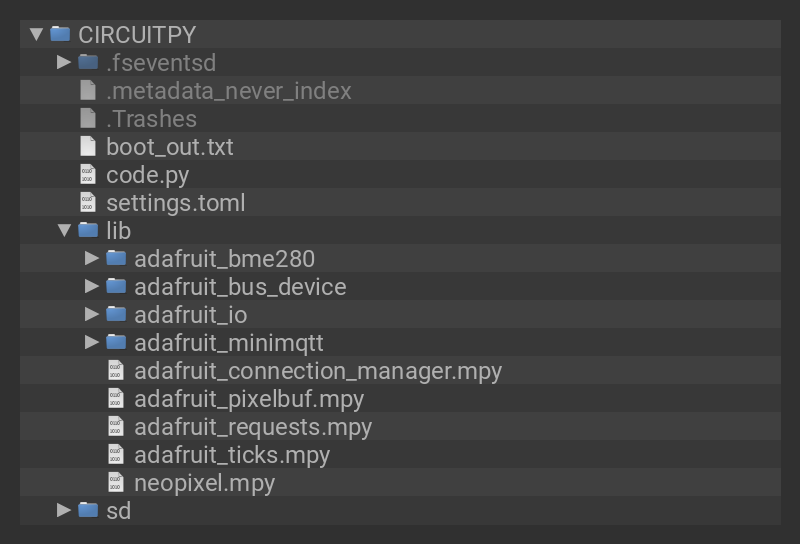 CIRCUITPY
.fseventsd
.metadata_never_index
.Trashes
boot_out.txt
code.py
settings.toml
lib
adafruit_bme280
adafruit_bus_device
adafruit_io
adafruit_minimqtt
adafruit_connection_manager.mpy
adafruit_pixelbuf.mpy
adafruit_requests.mpy
adafruit_ticks.mpy
neopixel.mpy
sd